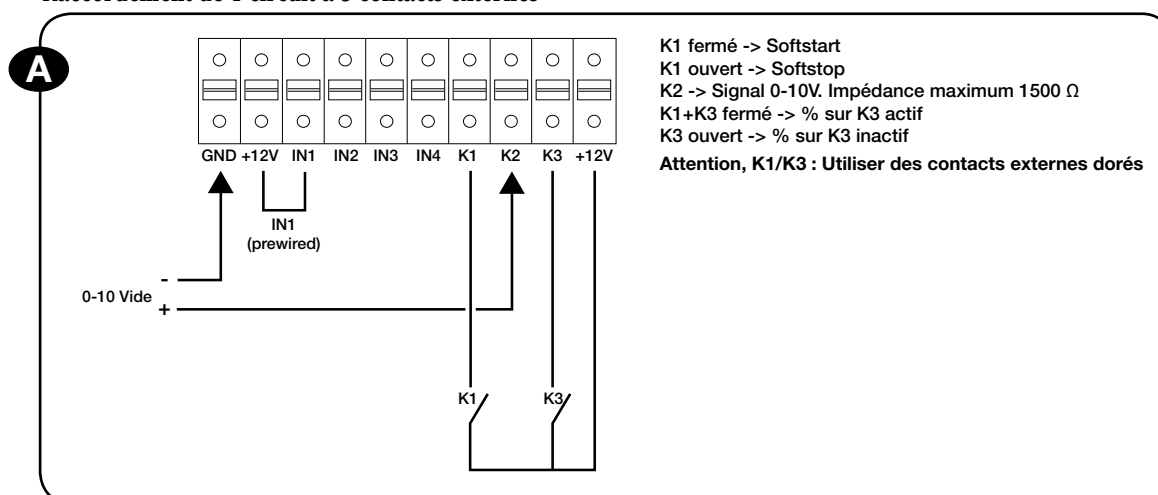 Raccordement de 1 circuit à 3 contacts externes
A
K1 fermé -> Softstart
K1 ouvert -> Softstop
K2 -> Signal 0-10V. Impédance maximum 1500 Ω
K1+K3 fermé -> % sur K3 actif
K3 ouvert -> % sur K3 inactif
Attention, K1/K3 : Utiliser des contacts externes dorés
GND +12V IN1 IN2 IN3 IN4 K1 K2 K3 +12V
IN1
(prewired)
-
0-10 Vide
+
K1 K3